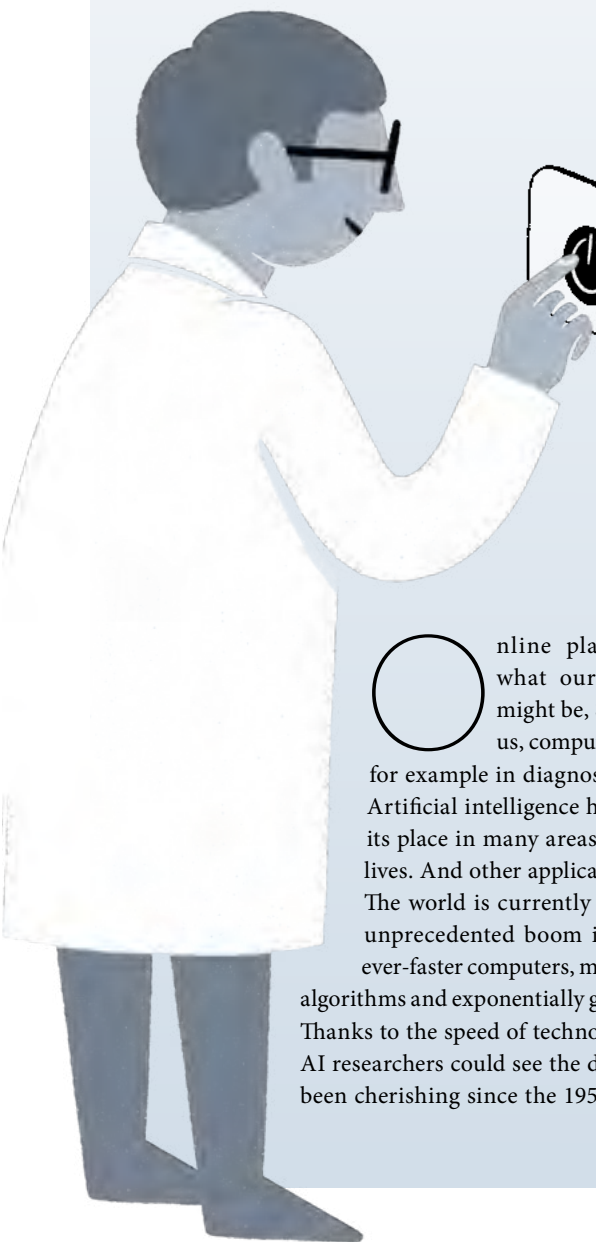 Online pla
what our
might be,
us, compu
for example in diagnos
Artificial intelligence h
its place in many areas
lives. And other applica
The world is currently
unprecedented boom i
ever-faster computers, m
algorithms and exponentially g
Thanks to the speed of techno
AI researchers could see the d
been cherishing since the 195